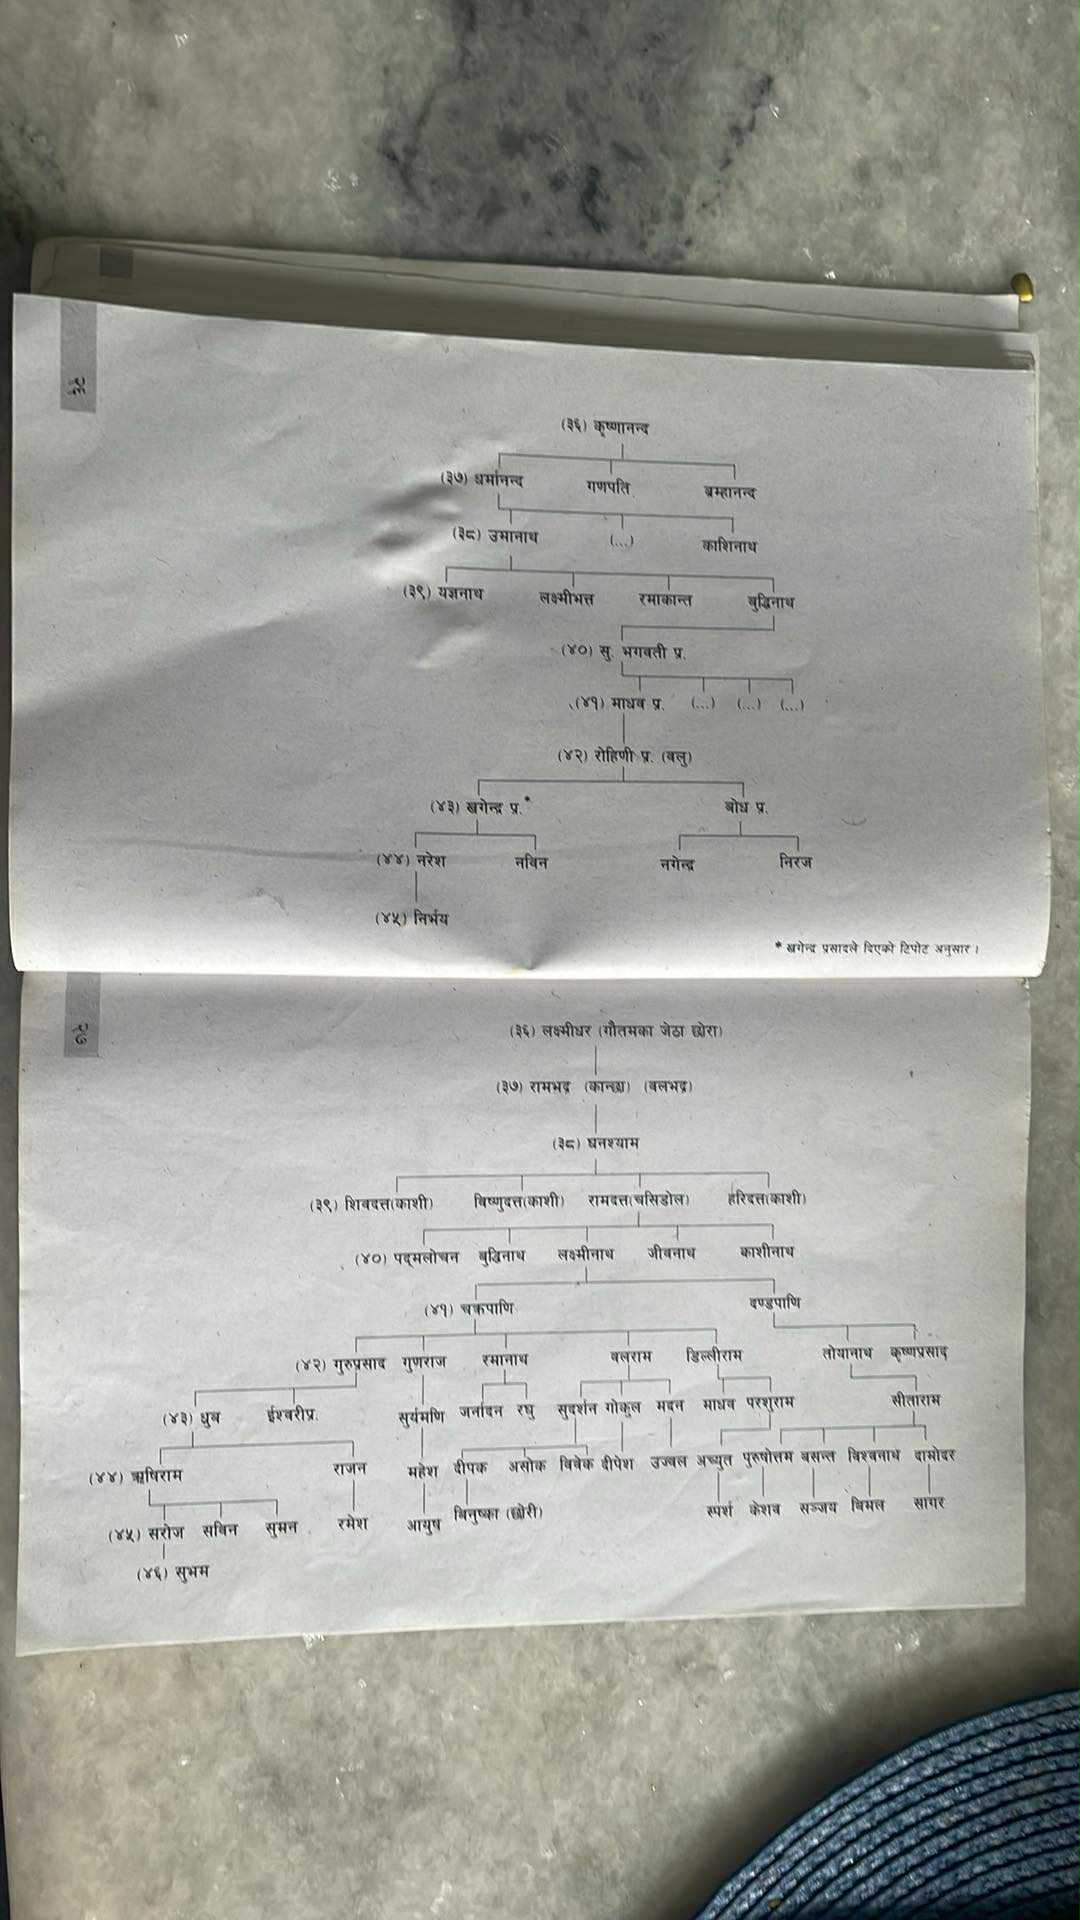 २६
(३६) कृष्णानन्द
(३७) धर्मानन्द गणपति ब्रम्हानन्द
(३८) उमानाथ (...) काशिनाथ
(३९) यज्ञनाथ लक्ष्मीभत्त रमाकान्त बुद्धिनाथ
(४०) सु. भगवती प्र.
(४१) माधव प्र. (...) (...) (...)
(४२) रोहिणी प्र. (वलु)
(४३) खगेन्द्र प्र.* बोध प्र.
(४४) नरेश नविन नगेन्द्र निरज
(४५) निर्भय
* खगेन्द्र प्रसादले दिएको टिपोट अनुसार ।
२७
(३६) लक्ष्मीधर (गौतमका जेठा छोरा)
(३७) रामभद्र (कान्छा) (बलभद्र)
(३८) घनश्याम
(३९) शिवदत्त(काशी) विष्णुदत्त(काशी) रामदत्त(चसिडोल) हरिदत्त(काशी)
(४०) पद्मलोचन बुद्धिनाथ लक्ष्मीनाथ जीवनाथ काशीनाथ
(४१) चक्रपाणि दण्डपाणि
(४२) गुरुप्रसाद गुणराज रमानाथ बलराम डिल्लीराम तोयानाथ कृष्णप्रसाद
(४३) ध्रुव ईश्वरीप्र. सुर्यमणि जनार्दन रघु सुदर्शन गोकुल मदन माधव परशुराम सीताराम
(४४) ऋषिराम राजन महेश दीपक असोक विवेक दीपेश उज्वल अच्युत पुरुषोत्तम बसन्त बिश्वनाथ दामोदर
(४५) सरोज सविन सुमन रमेश आयुष बिनुष्का (छोरी) स्पर्श केशव सञ्जय बिमल सागर
(४६) सुभम